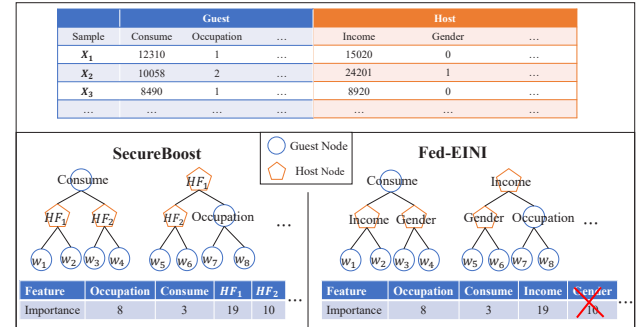 Guest Host
Sample Consume Occupation … Income Gender …
X₁ 12310 1 15020 0
X₂ 10058 2 … 24201 1 …
X₃ 8490 1 … 8920 0
… … … … … … …
SecureBoost
Guest Node
Host Node
Fed-EINI
Consume
HF₁ HF₂
w₁ w₂ w₃ w₄
HF₁
HF₂ Occupation
w₅ w₆ w₇ w₈
…
Consume
Income Gender
w₁ w₂ w₃ w₄
Income
Gender Occupation
w₅ w₆ w₇ w₈
…
Feature Occupation Consume HF₁ HF₂
Importance 8 3 19 10
…
Feature Occupation Consume Income Gender
Importance 8 3 19 10
…